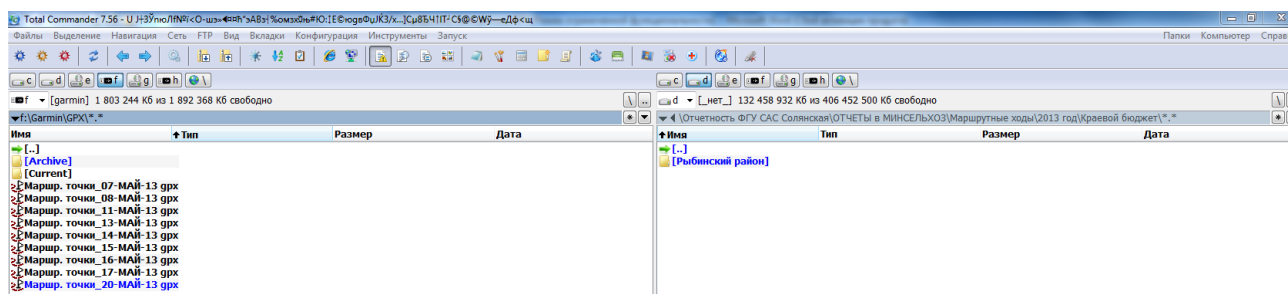 Total Commander 7.56 -
Файлы Выделение Навигация Сеть FTP Вид Вкладки Конфигурация Инструменты Запуск Папки Компьютер Справ
c d e f g h \ c d e f g h \
f [garmin] 1 803 244 Кб из 1 892 368 Кб свободно \ .. d [_нет_] 132 458 932 Кб из 406 452 500 Кб свободно \
f:\Garmin\GPX\*.* * \Отчетность ФГУ САС Солянская\ОТЧЕТЫ в МИНСЕЛЬХОЗ\Маршрутные ходы\2013 год\Краевой бюджет\*.* *
Имя Тип Размер Дата Имя Тип Размер Дата
[..] [..]
[Archive] [Рыбинский район]
[Current]
Маршр. точки_07-МАЙ-13 gpx
Маршр. точки_08-МАЙ-13 gpx
Маршр. точки_11-МАЙ-13 gpx
Маршр. точки_13-МАЙ-13 gpx
Маршр. точки_14-МАЙ-13 gpx
Маршр. точки_15-МАЙ-13 gpx
Маршр. точки_16-МАЙ-13 gpx
Маршр. точки_17-МАЙ-13 gpx
Маршр. точки_20-МАЙ-13 gpx